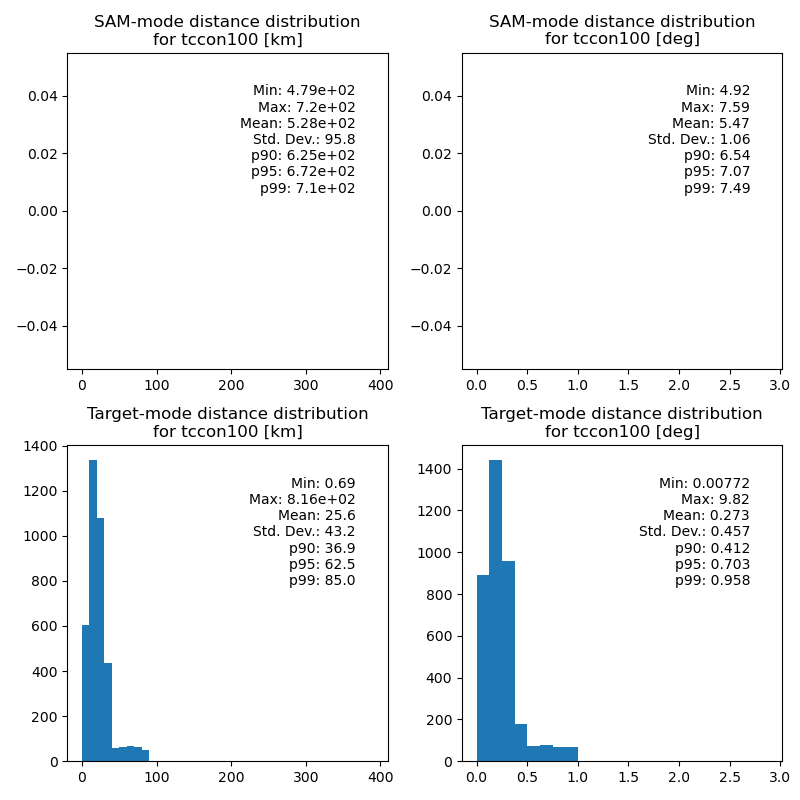 SAM-mode distance distribution
for tccon100 [km]
0.04
0.02
0.00
−0.02
−0.04
Min: 4.79e+02
Max: 7.2e+02
Mean: 5.28e+02
Std. Dev.: 95.8
p90: 6.25e+02
p95: 6.72e+02
p99: 7.1e+02
0 100 200 300 400
SAM-mode distance distribution
for tccon100 [deg]
0.04
0.02
0.00
−0.02
−0.04
Min: 4.92
Max: 7.59
Mean: 5.47
Std. Dev.: 1.06
p90: 6.54
p95: 7.07
p99: 7.49
0.0 0.5 1.0 1.5 2.0 2.5 3.0
Target-mode distance distribution
for tccon100 [km]
1400
1200
1000
800
600
400
200
0
Min: 0.69
Max: 8.16e+02
Mean: 25.6
Std. Dev.: 43.2
p90: 36.9
p95: 62.5
p99: 85.0
0 100 200 300 400
Target-mode distance distribution
for tccon100 [deg]
1400
1200
1000
800
600
400
200
0
Min: 0.00772
Max: 9.82
Mean: 0.273
Std. Dev.: 0.457
p90: 0.412
p95: 0.703
p99: 0.958
0.0 0.5 1.0 1.5 2.0 2.5 3.0